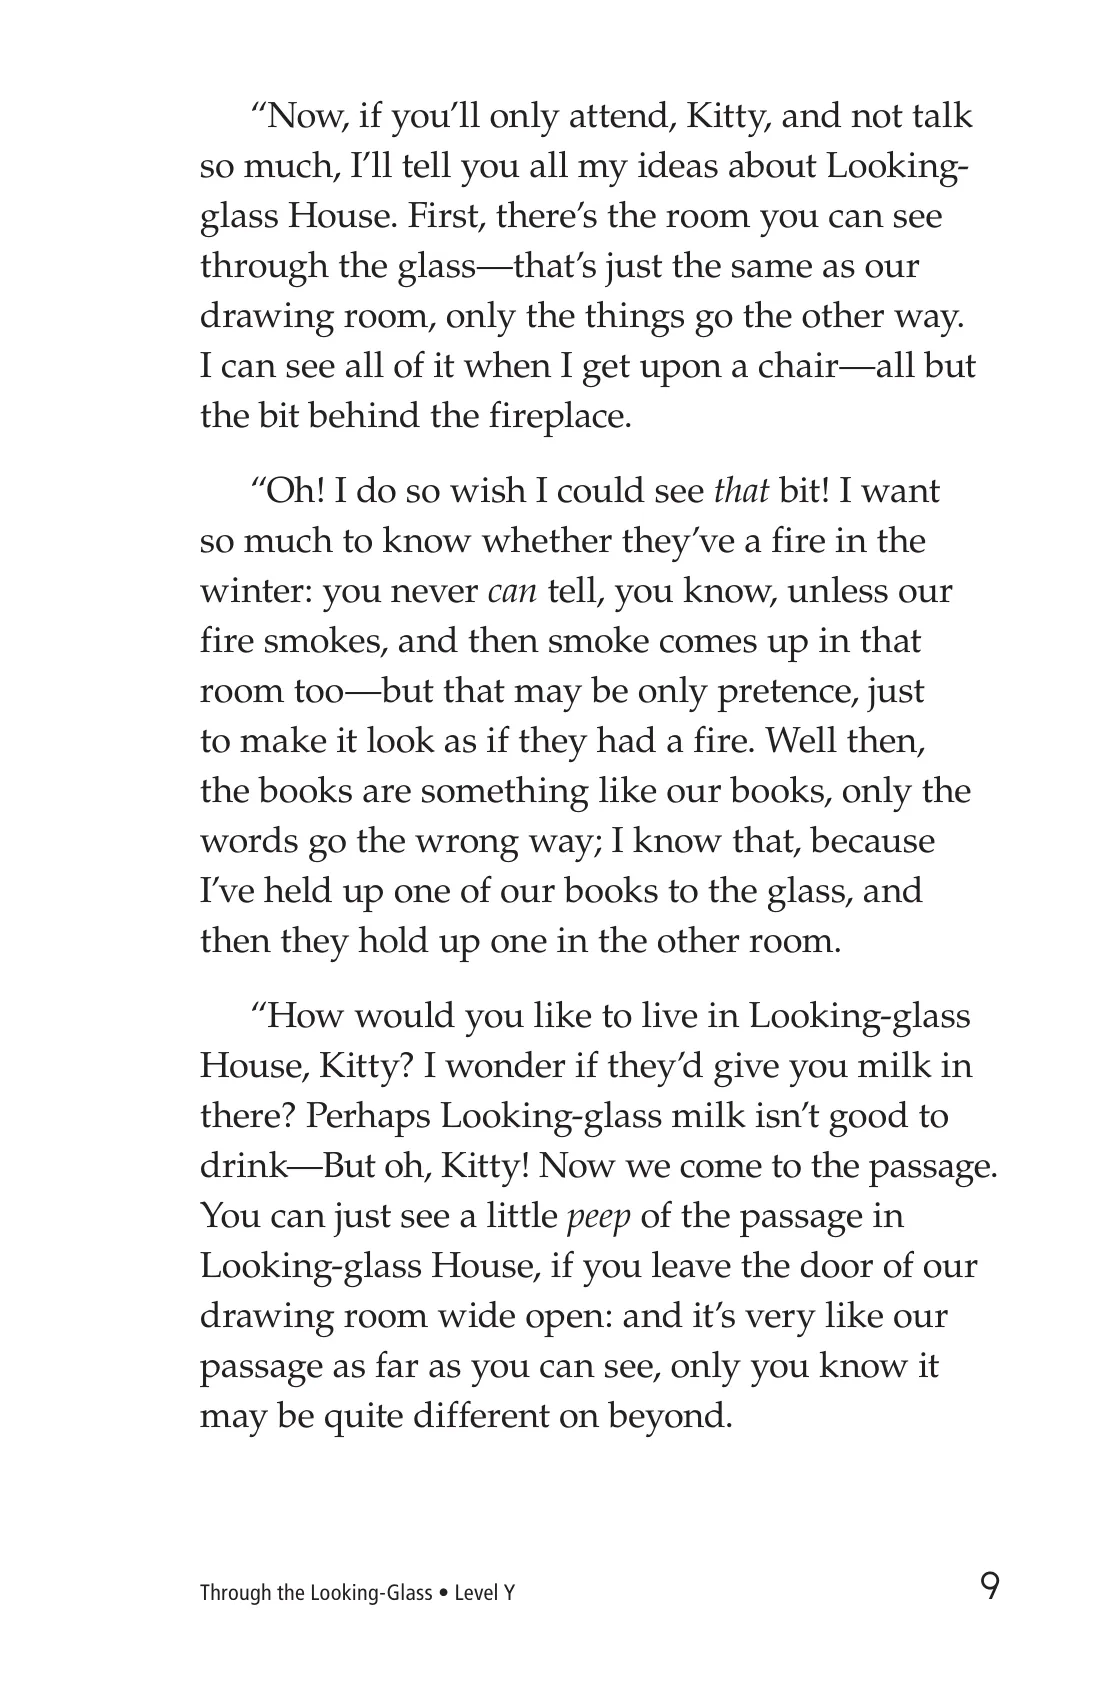 “Now, if you’ll only attend, Kitty, and not talk
so much, I’ll tell you all my ideas about Looking-
glass House. First, there’s the room you can see
through the glass—that’s just the same as our
drawing room, only the things go the other way.
I can see all of it when I get upon a chair—all but
the bit behind the fireplace.
“Oh! I do so wish I could see that bit! I want
so much to know whether they’ve a fire in the
winter: you never can tell, you know, unless our
fire smokes, and then smoke comes up in that
room too—but that may be only pretence, just
to make it look as if they had a fire. Well then,
the books are something like our books, only the
words go the wrong way; I know that, because
I’ve held up one of our books to the glass, and
then they hold up one in the other room.
“How would you like to live in Looking-glass
House, Kitty? I wonder if they’d give you milk in
there? Perhaps Looking-glass milk isn’t good to
drink—But oh, Kitty! Now we come to the passage.
You can just see a little peep of the passage in
Looking-glass House, if you leave the door of our
drawing room wide open: and it’s very like our
passage as far as you can see, only you know it
may be quite different on beyond.
Through the Looking-Glass • Level Y 9